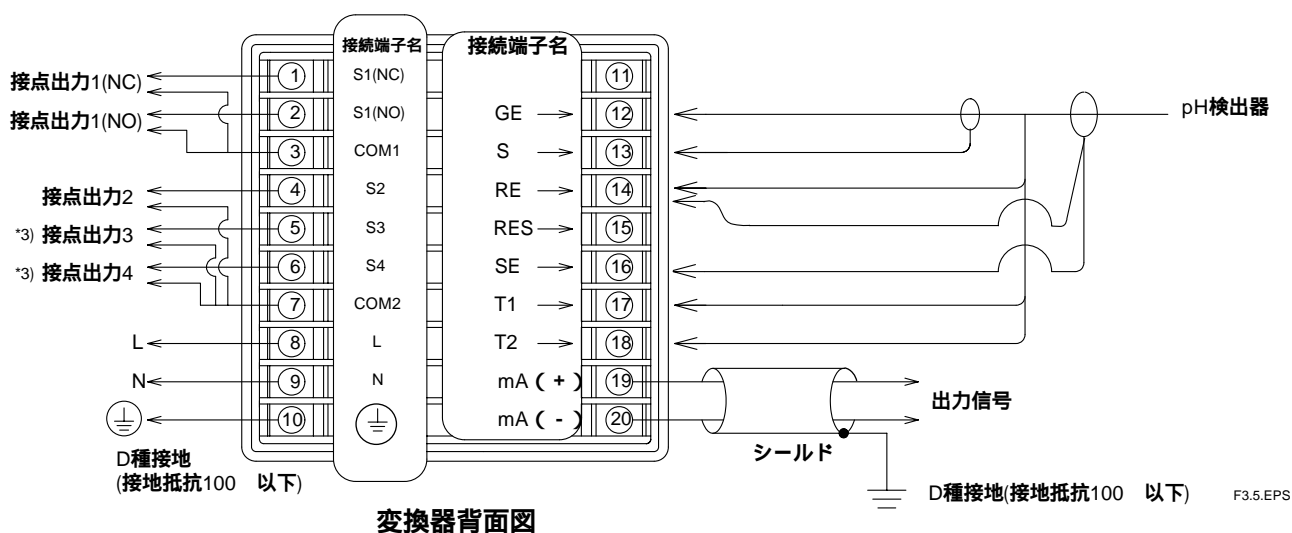 接続端子名 接続端子名
接点出力1(NC) 1 S1(NC) 11
接点出力1(NO) 2 S1(NO) GE 12 pH検出器
3 COM1 S 13
接点出力2 4 S2 RE 14
*3) 接点出力3 5 S3 RES 15
*3) 接点出力4 6 S4 SE 16
7 COM2 T1 17
L 8 L T2 18
N 9 N mA ( + ) 19
出力信号
10 mA ( - ) 20
シールド
D種接地
(接地抵抗100 以下)
D種接地(接地抵抗100 以下)
F3.5.EPS
変換器背面図